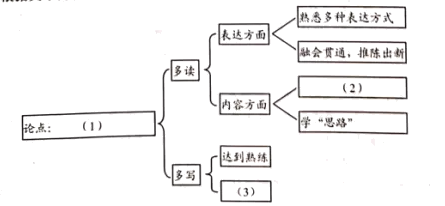 熟悉多种表达方式
表达方面
融会贯通，推陈出断
多读
(2)
内容方面
学“思路”
论点： (1)
达到熟练
多写
(3)